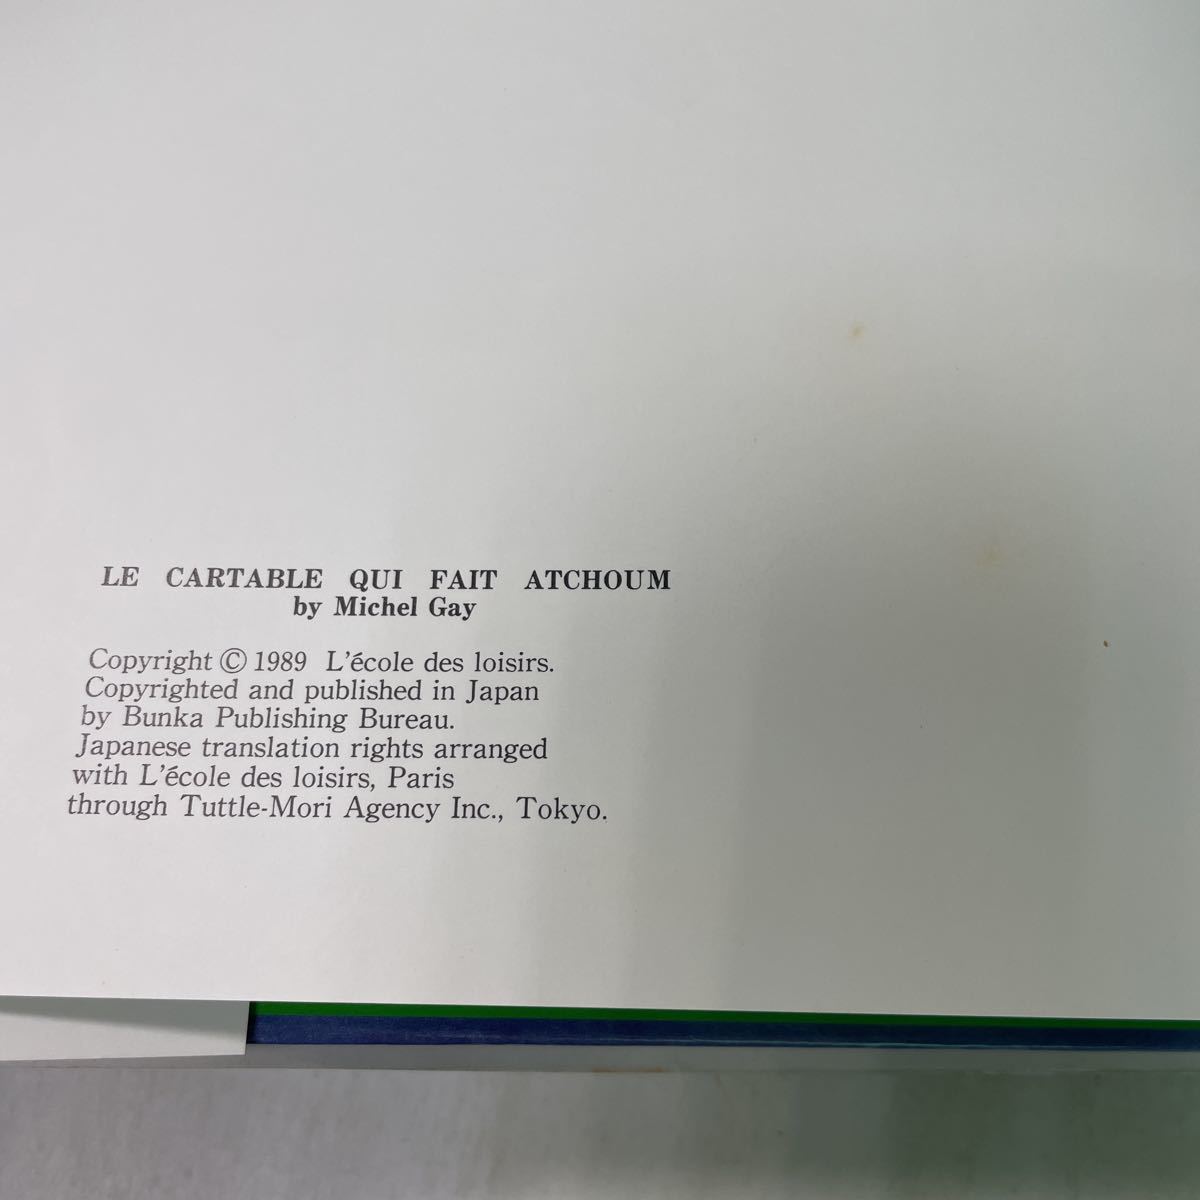 LE CARTABLE QUI FAIT ATCHOUM
by Michel Gay
Copyright © 1989 L'école des loisirs.
Copyrighted and published in Japan
by Bunka Publishing Bureau.
Japanese translation rights arranged
with L'école des loisirs, Paris
through Tuttle-Mori Agency Inc., Tokyo.